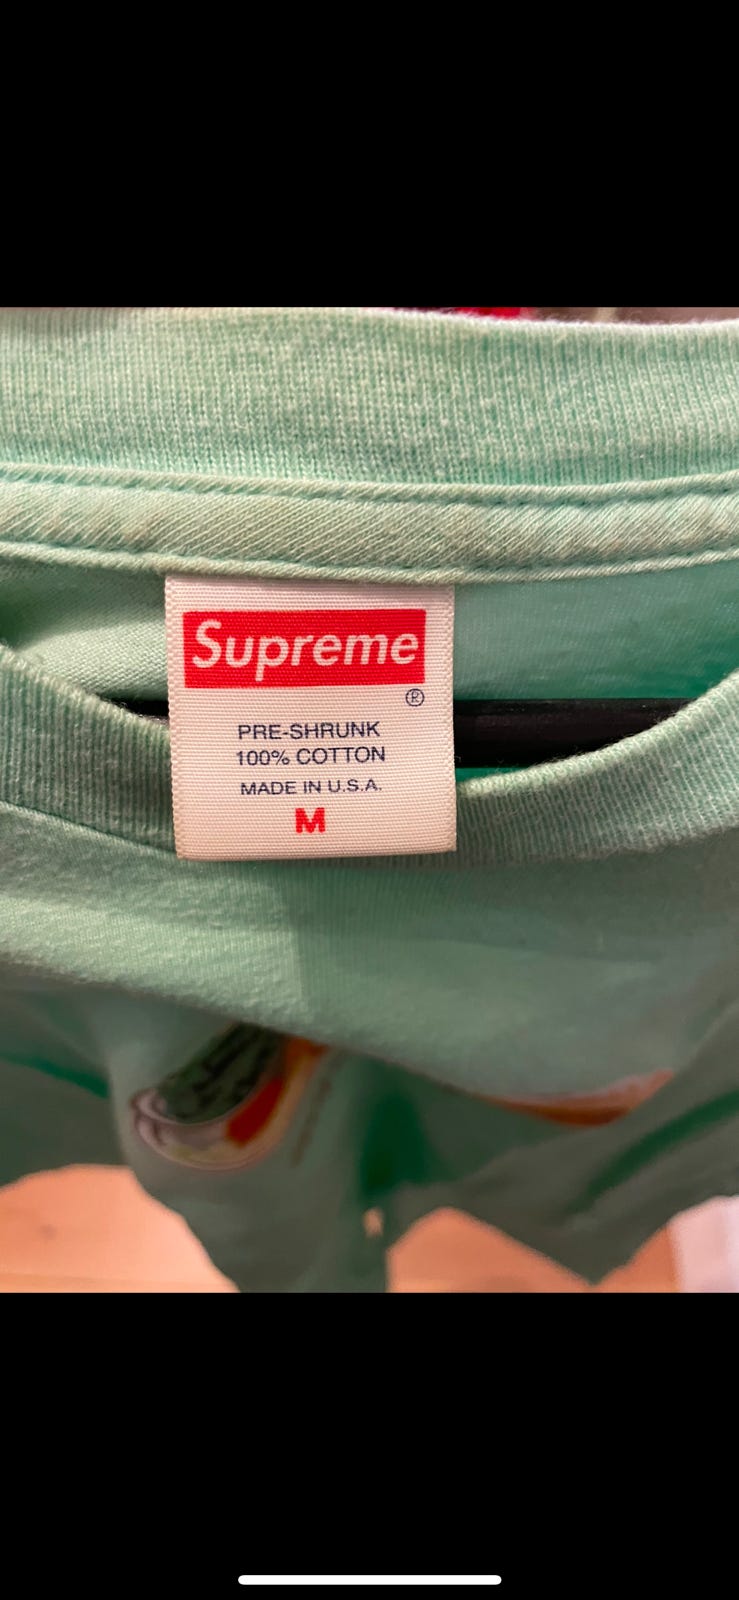 Supreme
®
PRE-SHRUNK
100% COTTON
MADE IN U.S.A.
M